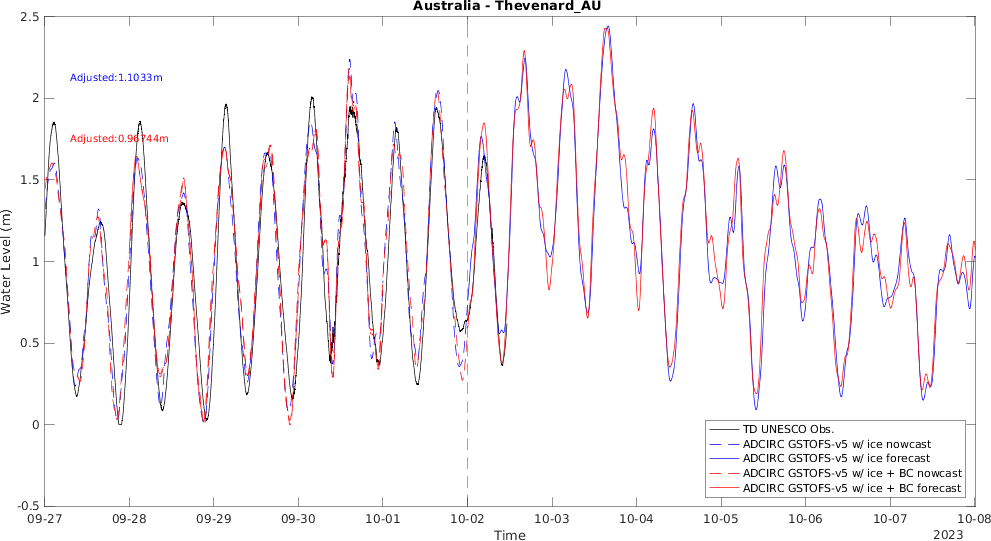 Australia - Thevenard_AU
2.5
2
1.5
1
0.5
0
-0.5
Water Level (m)
Adjusted:1.1033m
Adjusted:0.96744m
TD UNESCO Obs.
ADCIRC GSTOFS-v5 w/ ice nowcast
ADCIRC GSTOFS-v5 w/ ice forecast
ADCIRC GSTOFS-v5 w/ ice + BC nowcast
ADCIRC GSTOFS-v5 w/ ice + BC forecast
09-27 09-28 09-29 09-30 10-01 10-02 10-03 10-04 10-05 10-06 10-07 10-08
Time
2023